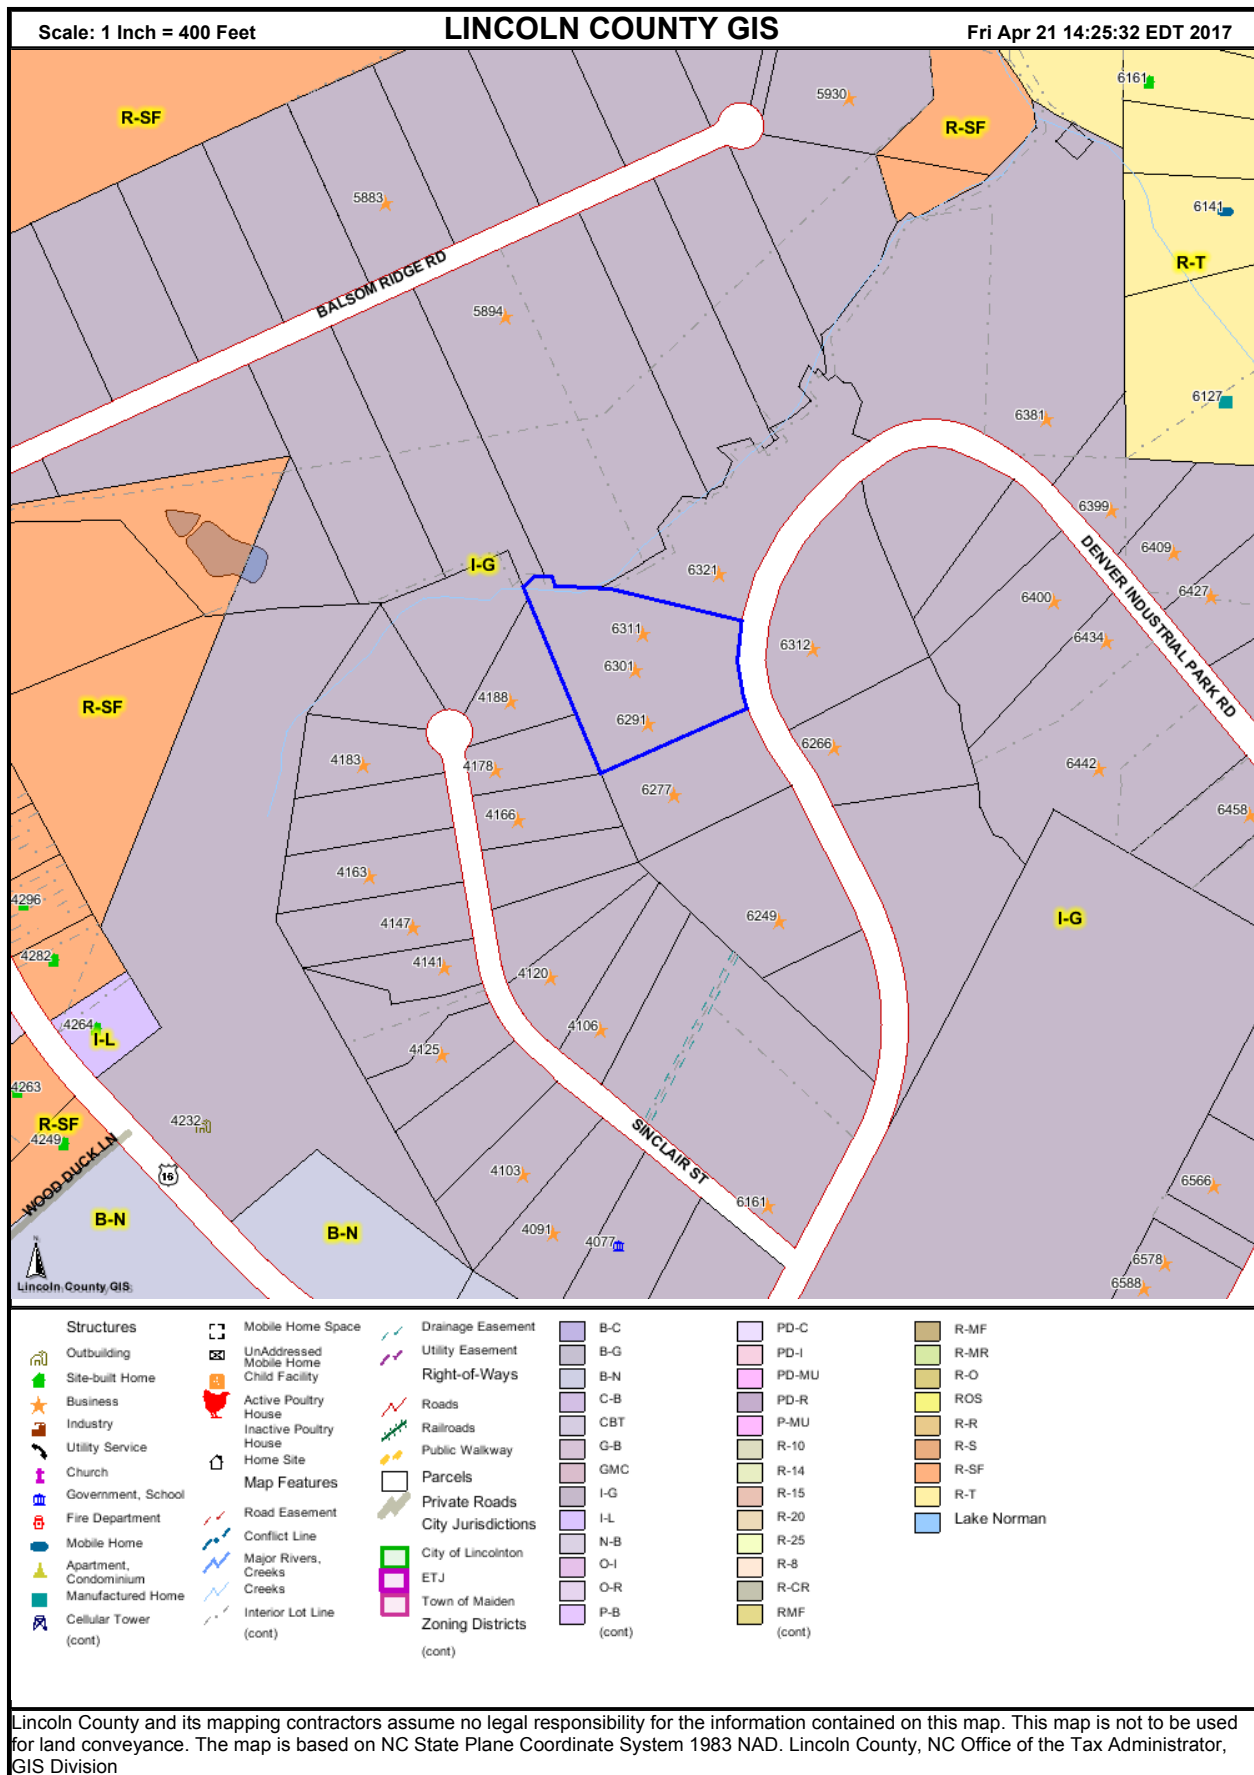 Scale: 1 Inch = 400 Feet
LINCOLN COUNTY GIS
Fri Apr 21 14:25:32 EDT 2017
R-SF
5930
6161
R-SF
5883
6141
R-T
BALSOM RIDGE RD
5894
6127
6381
6399
6409
DENVER INDUSTRIAL PARK RD
I-G
6321
6427
6400
6311
6312
6434
6301
R-SF
4188
6291
6266
4183
4178
6442
6277
4166
6458
4163
4296
6249
I-G
4147
4282
4141
4120
4264
I-L
4106
4125
4263
R-SF
4232
4249
SINCLAIR ST
WOOD DUCK LN
16
4103
6566
6161
B-N
B-N
4091
4077
6578
6588
N
Lincoln County GIS
Structures
Outbuilding
Site-built Home
Business
Industry
Utility Service
Church
Government, School
Fire Department
Mobile Home
Apartment,
Condominium
Manufactured Home
Cellular Tower
(cont)
Mobile Home Space
UnAddressed
Mobile Home
Child Facility
Active Poultry
House
Inactive Poultry
House
Home Site
Map Features
Road Easement
Conflict Line
Major Rivers,
Creeks
Creeks
Interior Lot Line
(cont)
Drainage Easement
Utility Easement
Right-of-Ways
Roads
Railroads
Public Walkway
Parcels
Private Roads
City Jurisdictions
City of Lincolnton
ETJ
Town of Maiden
Zoning Districts
(cont)
B-C
B-G
B-N
C-B
CBT
G-B
GMC
I-G
I-L
N-B
O-I
O-R
P-B
(cont)
PD-C
PD-I
PD-MU
PD-R
P-MU
R-10
R-14
R-15
R-20
R-25
R-8
R-CR
RMF
(cont)
R-MF
R-MR
R-O
ROS
R-R
R-S
R-SF
R-T
Lake Norman
Lincoln County and its mapping contractors assume no legal responsibility for the information contained on this map. This map is not to be used
for land conveyance. The map is based on NC State Plane Coordinate System 1983 NAD. Lincoln County, NC Office of the Tax Administrator,
GIS Division